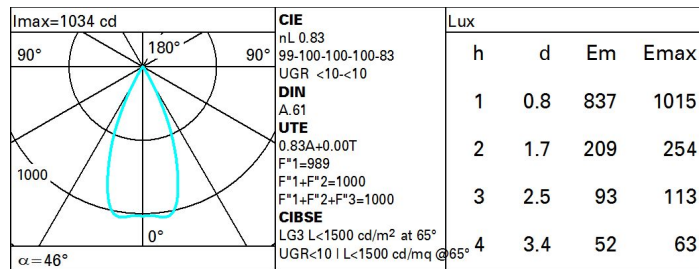 Imax=1034 cd
90° 180° 90°
1000
0°
α=46°
CIE
nL 0.83
99-100-100-100-83
UGR <10-<10
DIN
A.61
UTE
0.83A+0.00T
F"1=989
F"1+F"2=1000
F"1+F"2+F"3=1000
CIBSE
LG3 L<1500 cd/m² at 65°
UGR<10 | L<1500 cd/mq @65°
Lux
h d Em Emax
1 0.8 837 1015
2 1.7 209 254
3 2.5 93 113
4 3.4 52 63